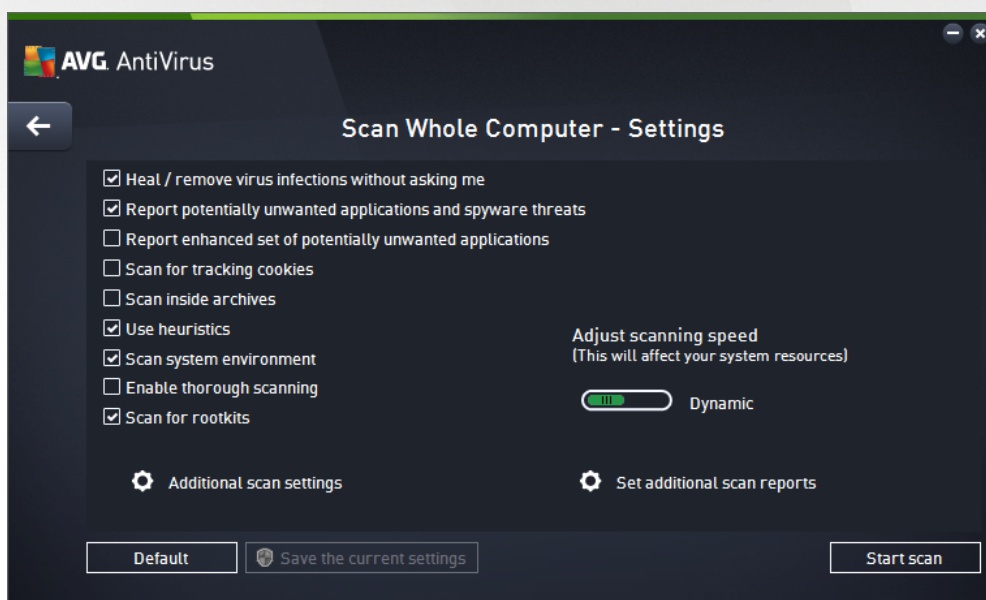 AVG. AntiVirus
Scan Whole Computer - Settings
Heal / remove virus infections without asking me
Report potentially unwanted applications and spyware threats
Report enhanced set of potentially unwanted applications
Scan for tracking cookies
Scan inside archives
Use heuristics
Scan system environment
Enable thorough scanning
Scan for rootkits
Adjust scanning speed
(This will affect your system resources)
Dynamic
Additional scan settings
Set additional scan reports
Default
Save the current settings
Start scan